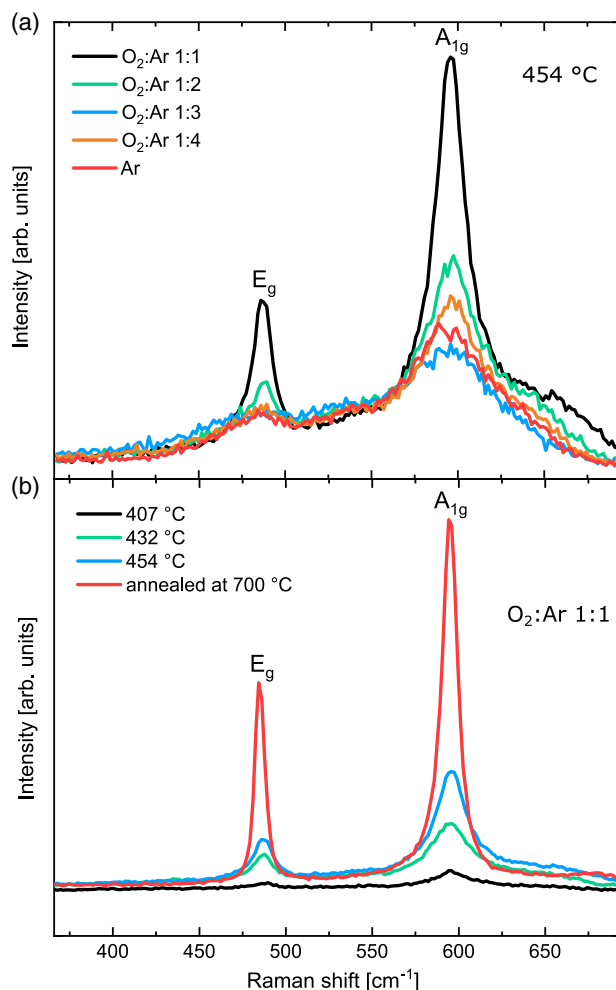 (a)
O₂:Ar 1:1
O₂:Ar 1:2
O₂:Ar 1:3
O₂:Ar 1:4
Ar
A1g
454 °C
Eg
Intensity [arb. units]
(b)
407 °C
432 °C
454 °C
annealed at 700 °C
A1g
O₂:Ar 1:1
Eg
Intensity [arb. units]
400 450 500 550 600 650
Raman shift [cm⁻¹]